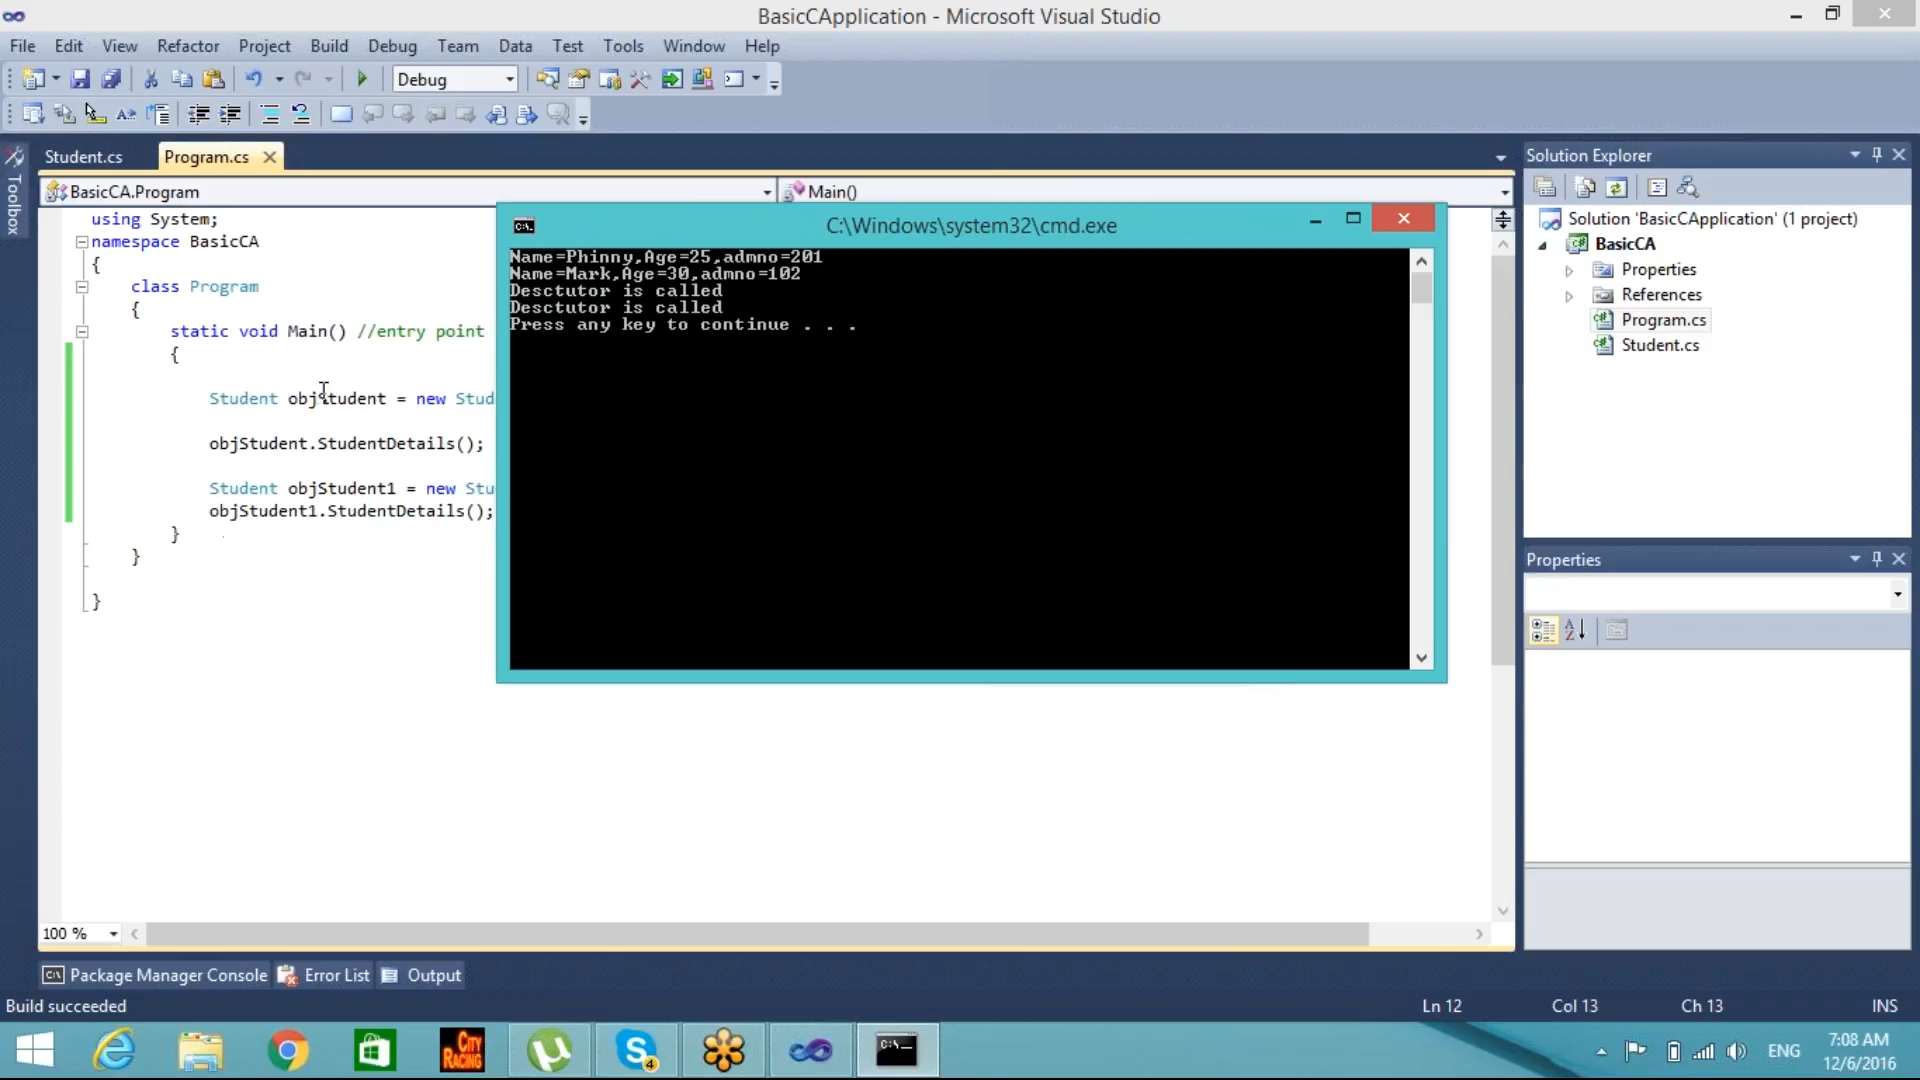 BasicCApplication - Microsoft Visual Studio
File Edit View Refactor Project Build Debug Team Data Test Tools Window Help
Debug
Student.cs Program.cs
BasicCA.Program Main()
using System;
namespace BasicCA
{
class Program
{
static void Main() //entry point
{
Student objStudent = new Stud
objStudent.StudentDetails();
Student objStudent1 = new Stu
objStudent1.StudentDetails();
}
}
}
C:\Windows\system32\cmd.exe
Name=Phinny,Age=25,admno=201
Name=Mark,Age=30,admno=102
Desctutor is called
Desctutor is called
Press any key to continue . . .
Toolbox
Solution Explorer
Solution 'BasicCApplication' (1 project)
BasicCA
Properties
References
Program.cs
Student.cs
Properties
100 %
Package Manager Console Error List Output
Build succeeded Ln 12 Col 13 Ch 13 INS
CITY RACING
4
ENG
7:08 AM
12/6/2016